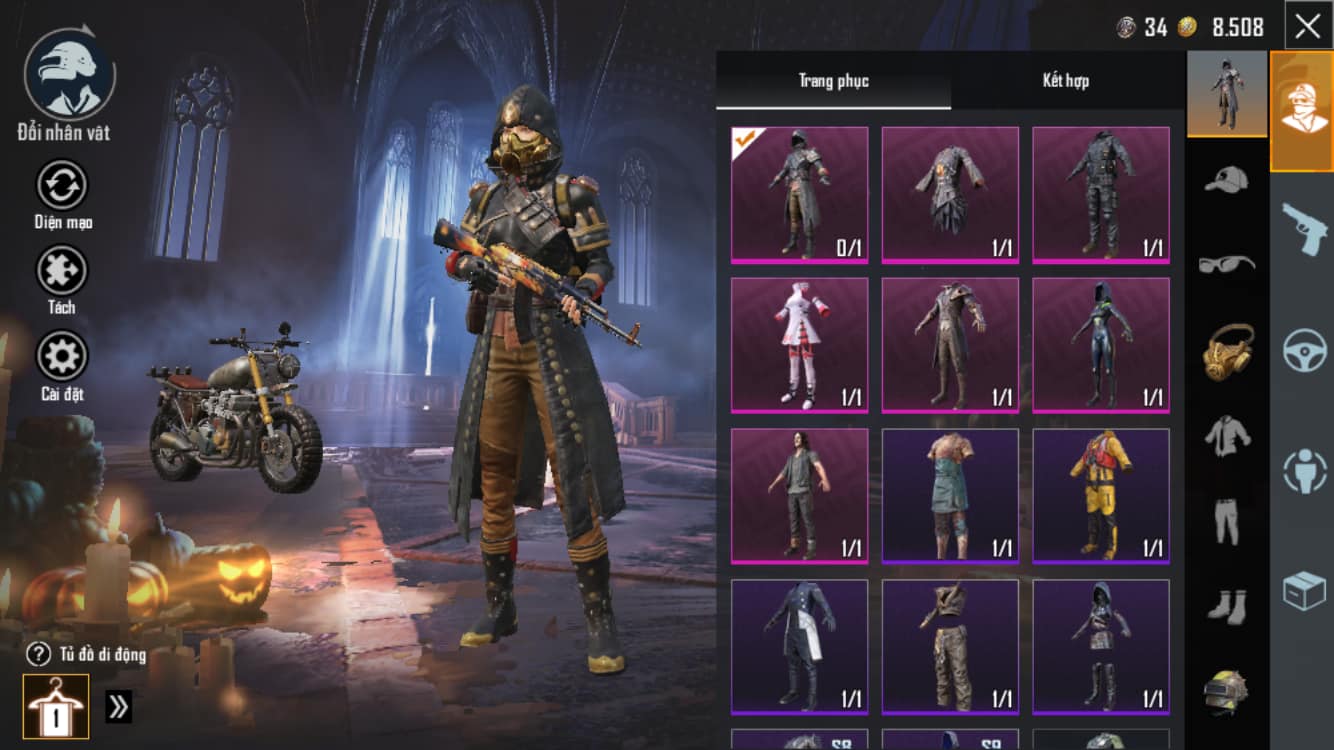 34
8.508
Đổi nhân vật
Diện mạo
Tách
Cài đặt
Tủ đồ di động
1
Trang phục
Kết hợp
0/1
1/1
1/1
1/1
1/1
1/1
1/1
1/1
1/1
1/1
1/1
1/1